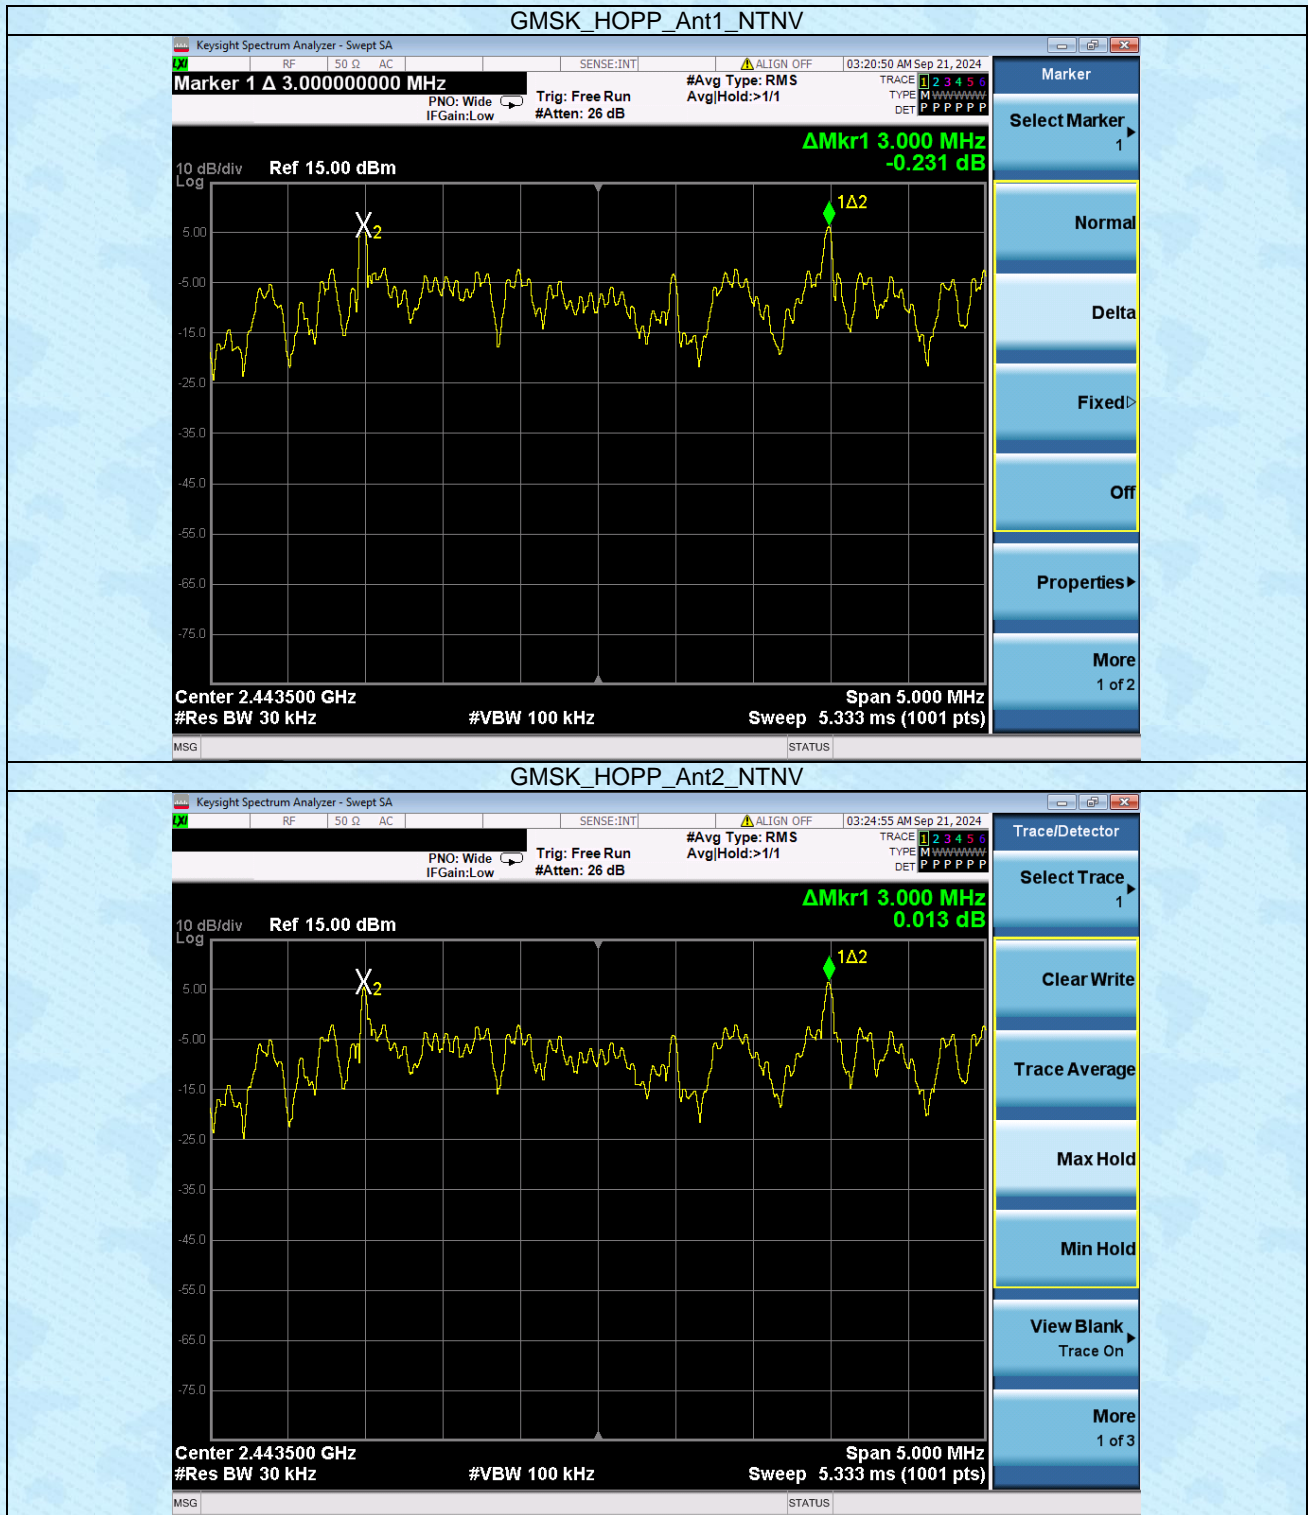 GMSK_HOPP_Ant1_NTNV
Keysight Spectrum Analyzer - Swept SA
LXI RF 50 Ω AC SENSE:INT ALIGN OFF 03:20:50 AM Sep 21, 2024
Marker 1 Δ 3.000000000 MHz
PNO: Wide
IFGain:Low
Trig: Free Run
#Atten: 26 dB
#Avg Type: RMS
Avg|Hold:>1/1
TRACE 1 2 3 4 5 6
TYPE M W W W W W
DET P P P P P P
ΔMkr1 3.000 MHz
-0.231 dB
10 dB/div Ref 15.00 dBm
Log
1Δ2
X2
5.00
-5.00
-15.0
-25.0
-35.0
-45.0
-55.0
-65.0
-75.0
Center 2.443500 GHz Span 5.000 MHz
#Res BW 30 kHz #VBW 100 kHz Sweep 5.333 ms (1001 pts)
MSG STATUS
Marker
Select Marker
1
Normal
Delta
Fixed
Off
Properties
More
1 of 2
GMSK_HOPP_Ant2_NTNV
Keysight Spectrum Analyzer - Swept SA
LXI RF 50 Ω AC SENSE:INT ALIGN OFF 03:24:55 AM Sep 21, 2024
PNO: Wide
IFGain:Low
Trig: Free Run
#Atten: 26 dB
#Avg Type: RMS
Avg|Hold:>1/1
TRACE 1 2 3 4 5 6
TYPE M W W W W W
DET P P P P P P
ΔMkr1 3.000 MHz
0.013 dB
10 dB/div Ref 15.00 dBm
Log
1Δ2
X2
5.00
-5.00
-15.0
-25.0
-35.0
-45.0
-55.0
-65.0
-75.0
Center 2.443500 GHz Span 5.000 MHz
#Res BW 30 kHz #VBW 100 kHz Sweep 5.333 ms (1001 pts)
MSG STATUS
Trace/Detector
Select Trace
1
Clear Write
Trace Average
Max Hold
Min Hold
View Blank
Trace On
More
1 of 3